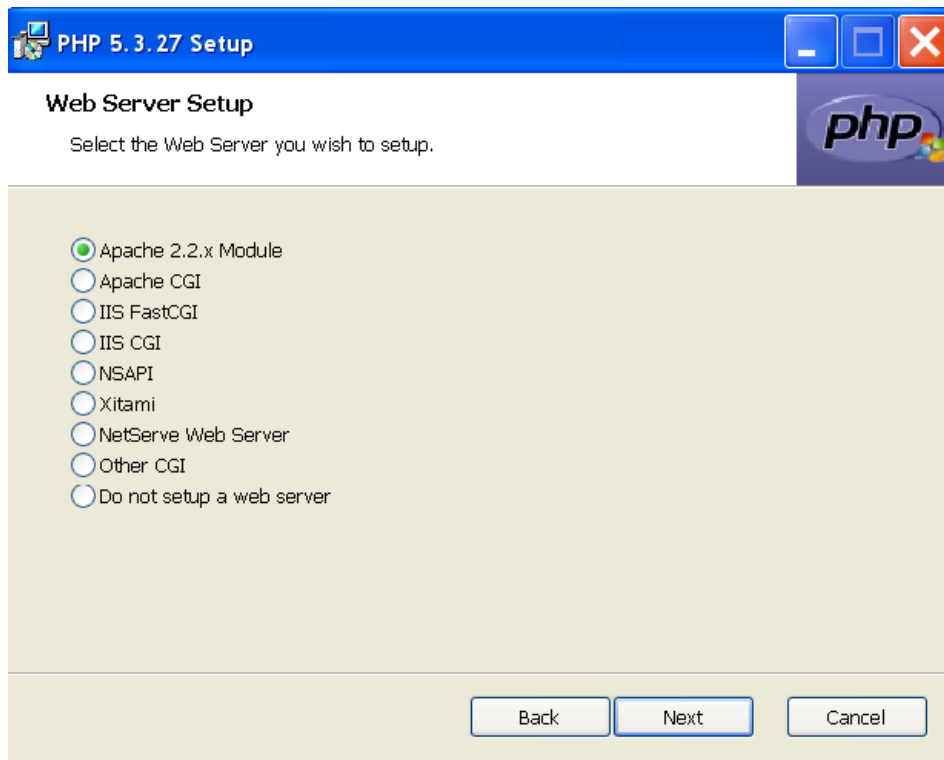 PHP 5.3.27 Setup
Web Server Setup
Select the Web Server you wish to setup.
php
Apache 2.2.x Module
Apache CGI
IIS FastCGI
IIS CGI
NSAPI
Xitami
NetServe Web Server
Other CGI
Do not setup a web server
Back Next Cancel